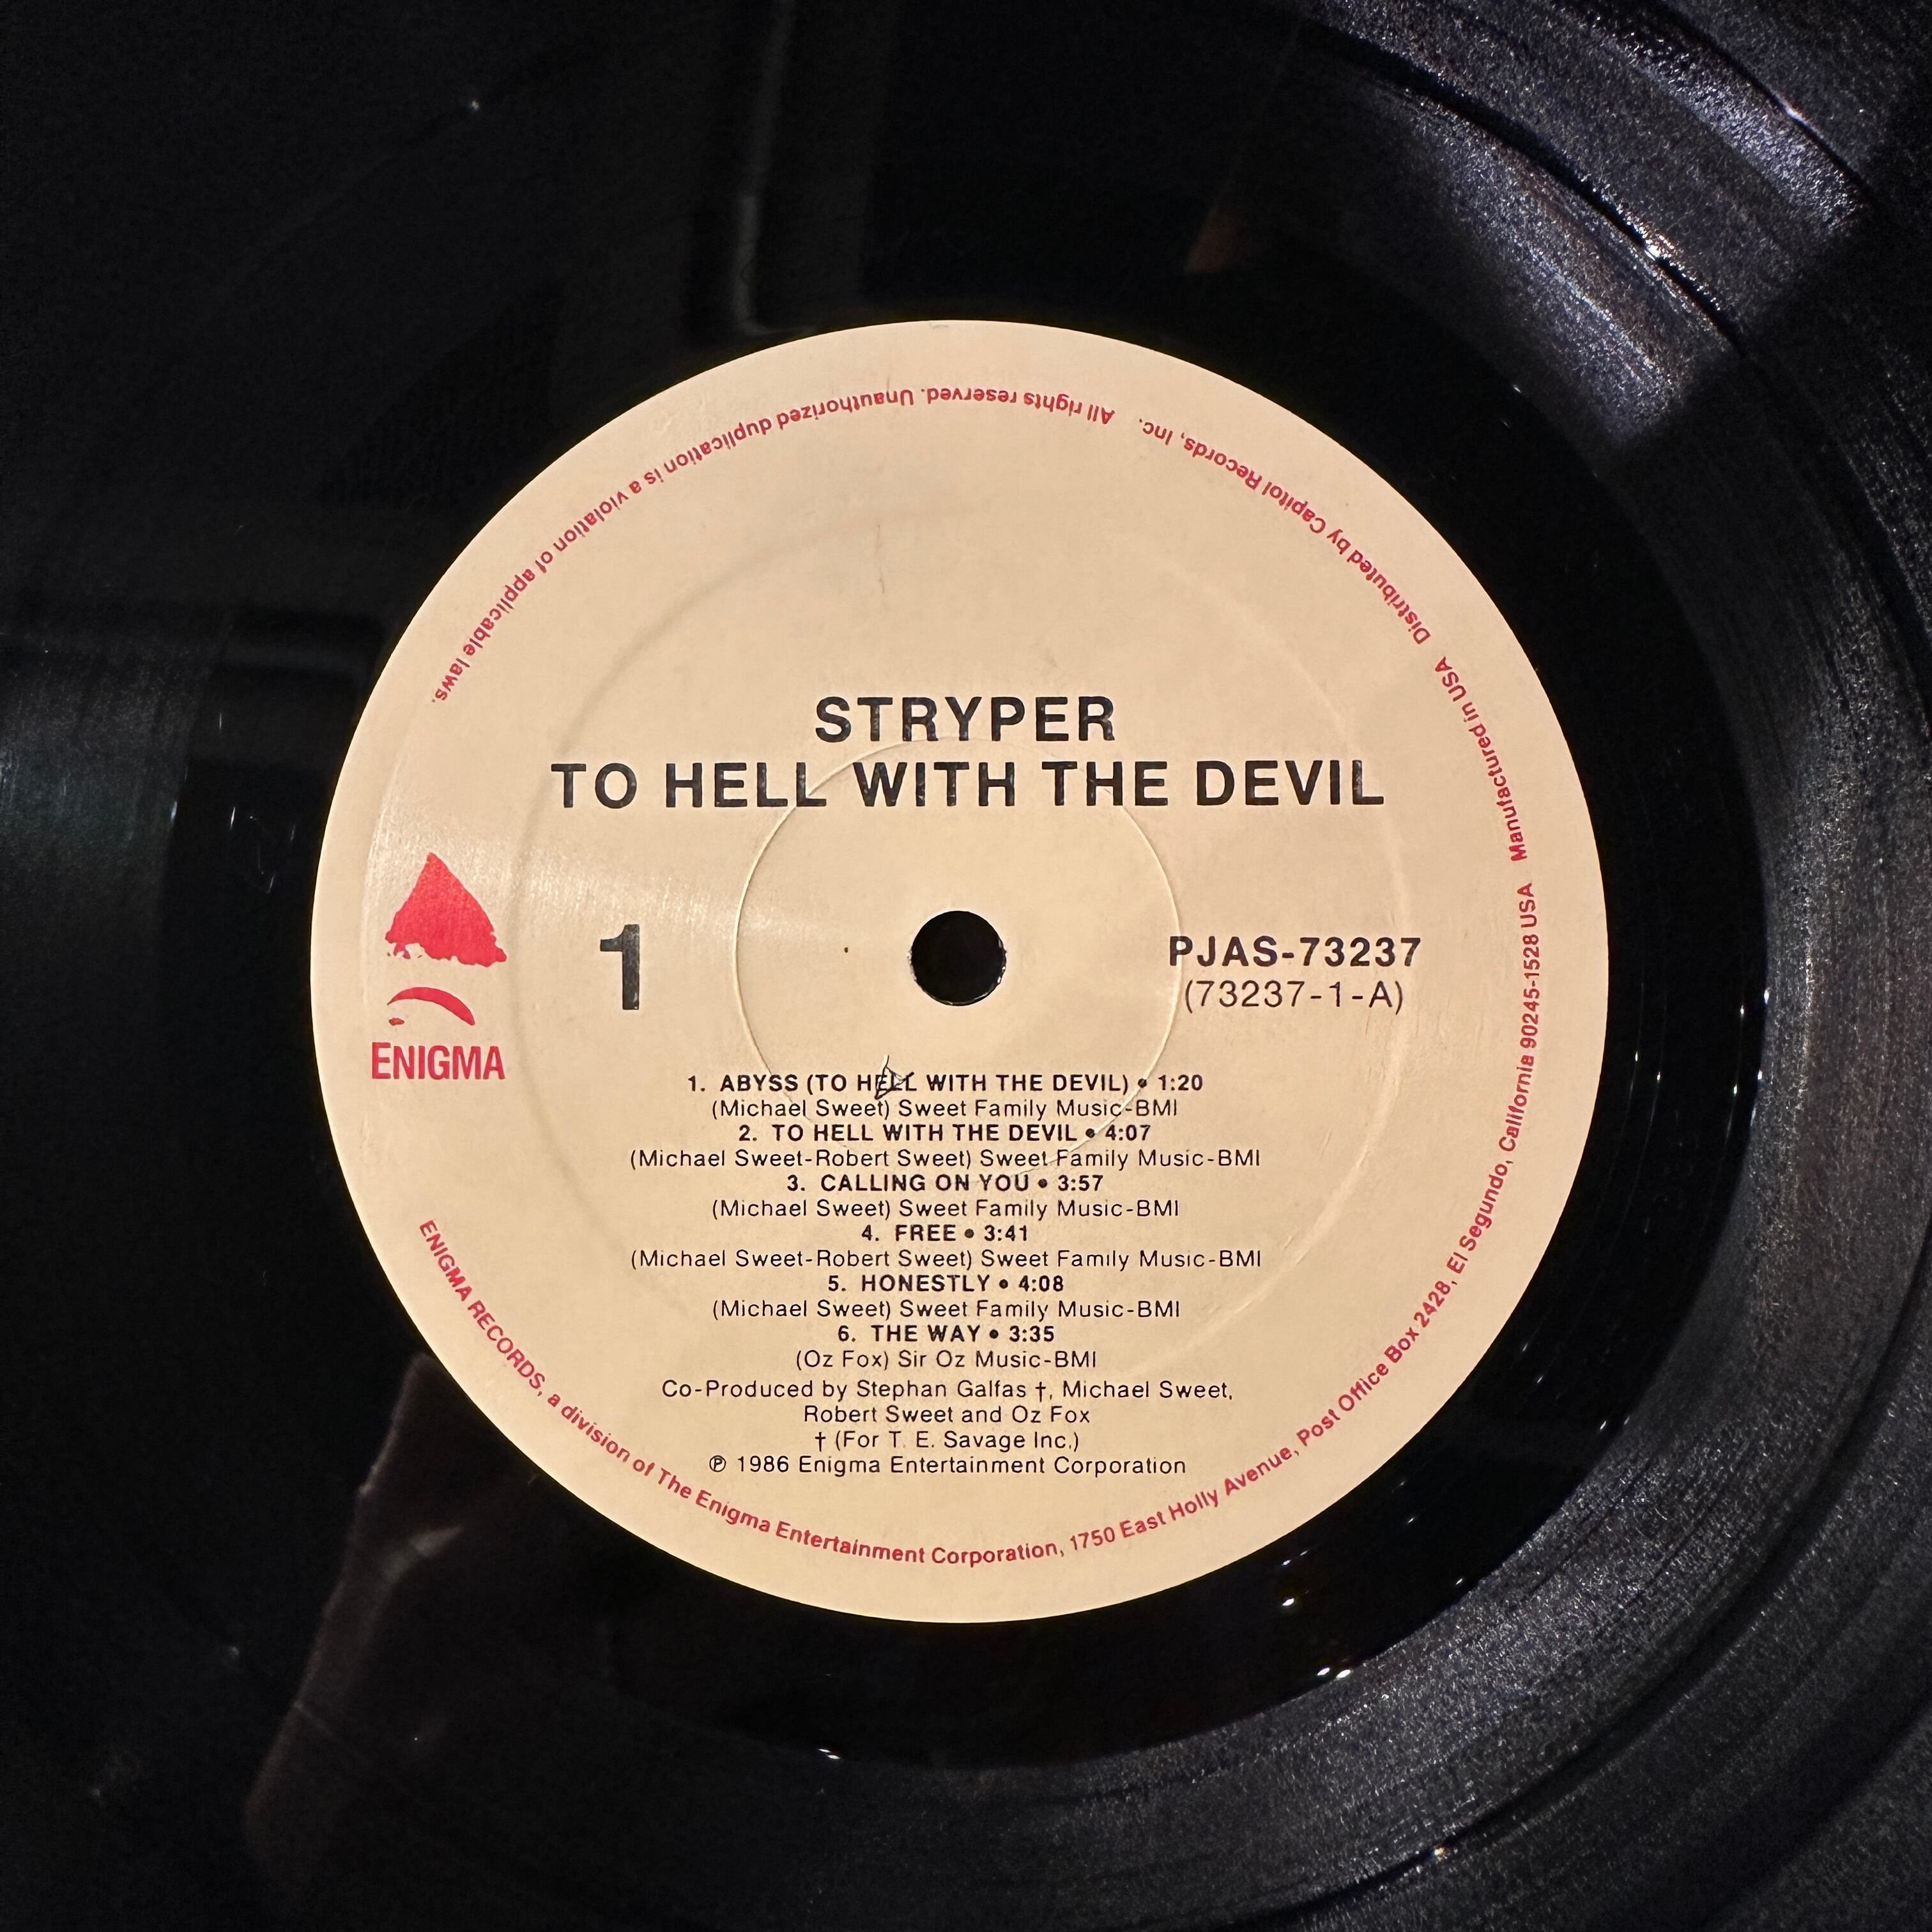 STRYPER
TO HELL WITH THE DEVIL
ENIGMA
1
PJAS-73237
(73237-1-A)
1. ABYSS (TO HELL WITH THE DEVIL) • 1:20
(Michael Sweet) Sweet Family Music-BMI
2. TO HELL WITH THE DEVIL • 4:07
(Michael Sweet-Robert Sweet) Sweet Family Music-BMI
3. CALLING ON YOU • 3:57
(Michael Sweet) Sweet Family Music-BMI
4. FREE • 3:41
(Michael Sweet-Robert Sweet) Sweet Family Music-BMI
5. HONESTLY • 4:08
(Michael Sweet) Sweet Family Music-BMI
6. THE WAY • 3:35
(Oz Fox) Sir Oz Music-BMI
Co-Produced by Stephan Galfas †, Michael Sweet,
Robert Sweet and Oz Fox
† (For T. E. Savage Inc.)
℗ 1986 Enigma Entertainment Corporation
ENIGMA RECORDS, a division of The Enigma Entertainment Corporation, 1750 East Holly Avenue, Post Office Box 2428, El Segundo, California 90245-1528 USA Manufactured in USA Distributed by Capitol Records, Inc. All rights reserved. Unauthorized duplication is a violation of applicable laws.